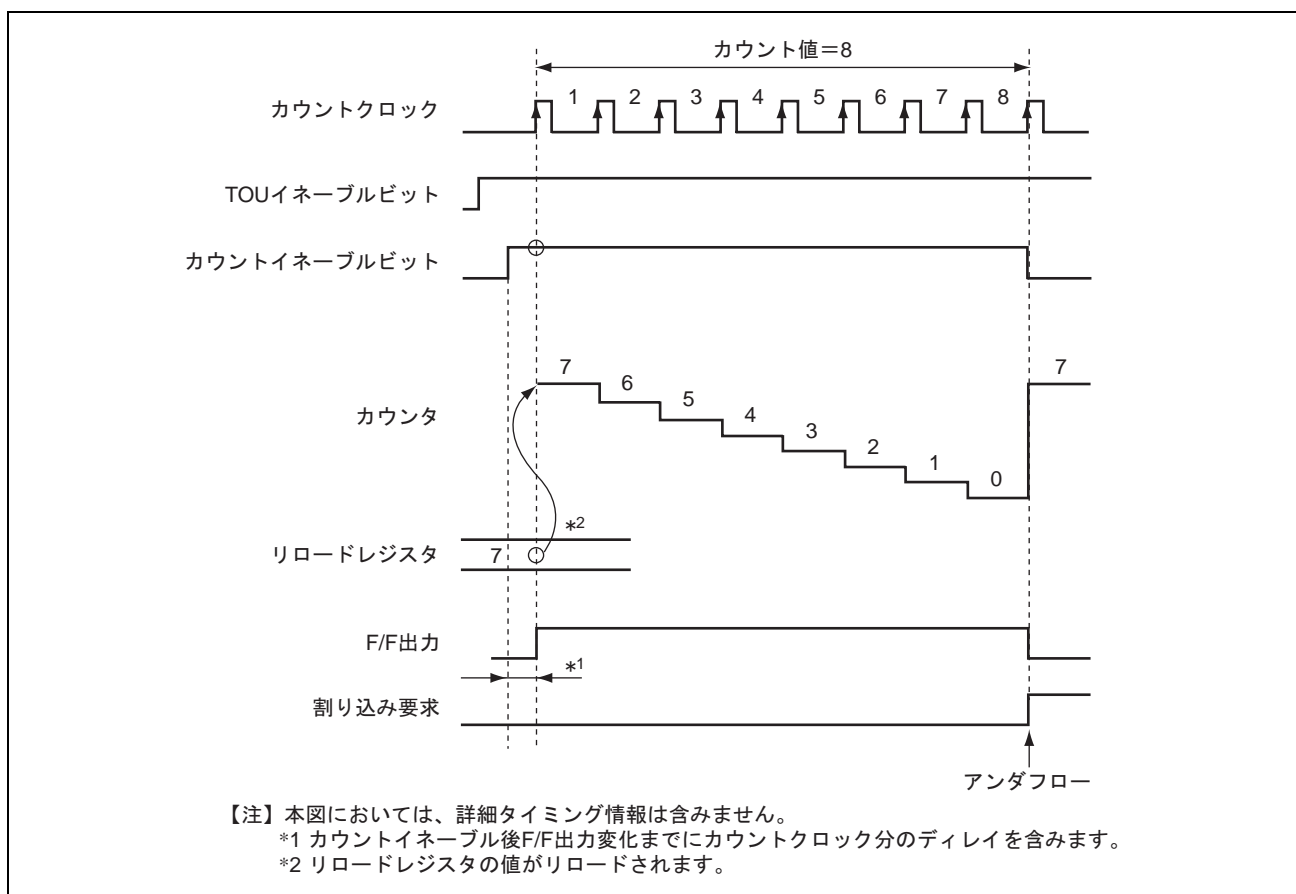 カウント値=8
カウントクロック
1 2 3 4 5 6 7 8
TOUイネーブルビット
カウントイネーブルビット
カウンタ
7 6 5 4 3 2 1 0 7
*2
リロードレジスタ
7
F/F出力
*1
割り込み要求
アンダフロー
【注】本図においては、詳細タイミング情報は含みません。
*1 カウントイネーブル後F/F出力変化までにカウントクロック分のディレイを含みます。
*2 リロードレジスタの値がリロードされます。